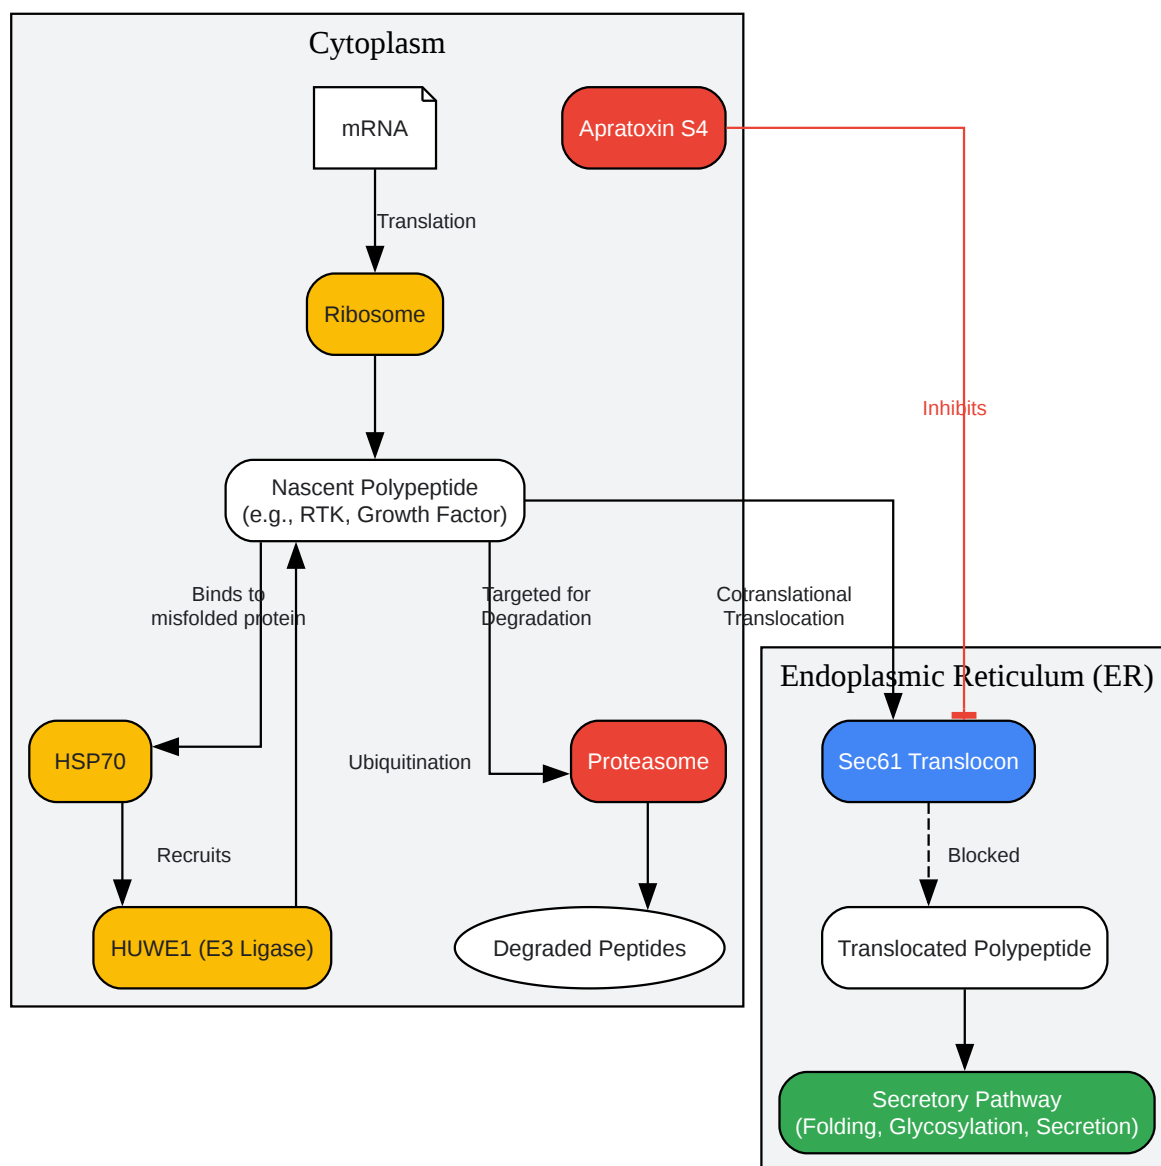 Cytoplasm
mRNA
Apratoxin S4
Translation
Ribosome
Inhibits
Nascent Polypeptide
(e.g., RTK, Growth Factor)
Binds to
misfolded protein
Targeted for
Degradation
Cotranslational
Translocation
Endoplasmic Reticulum (ER)
HSP70
Ubiquitination
Proteasome
Sec61 Translocon
Recruits
Blocked
HUWE1 (E3 Ligase)
Degraded Peptides
Translocated Polypeptide
Secretory Pathway
(Folding, Glycosylation, Secretion)